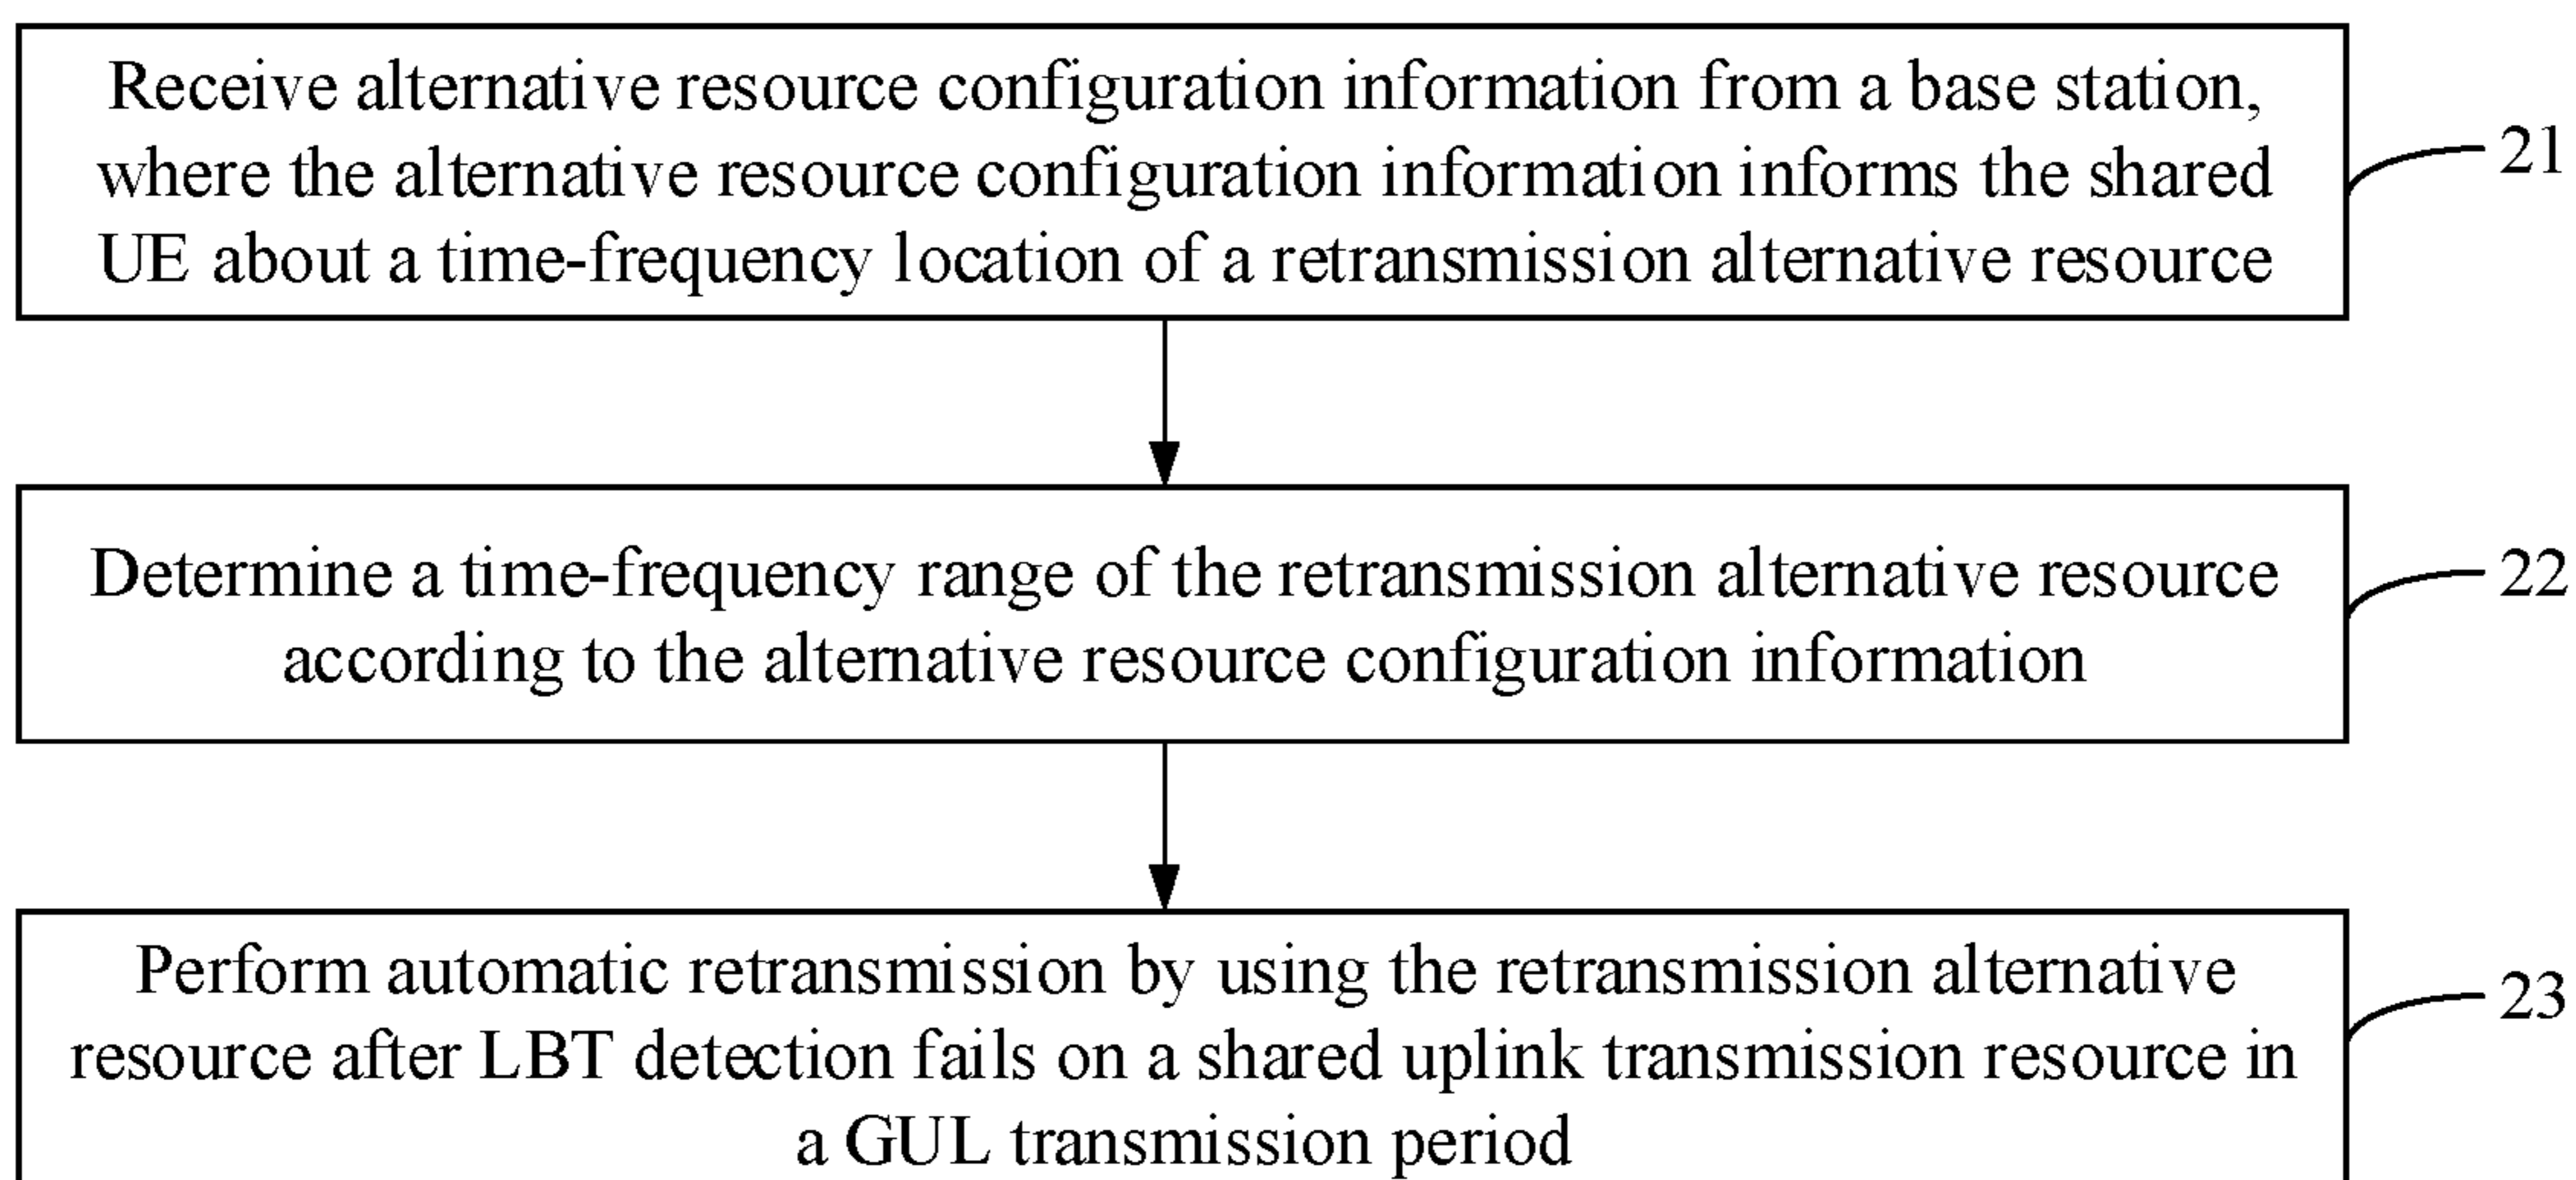 Receive alternative resource configuration information from a base station,
where the alternative resource configuration information informs the shared
UE about a time-frequency location of a retransmission alternative resource
21
Determine a time-frequency range of the retransmission alternative resource
according to the alternative resource configuration information
22
Perform automatic retransmission by using the retransmission alternative
resource after LBT detection fails on a shared uplink transmission resource in
a GUL transmission period
23